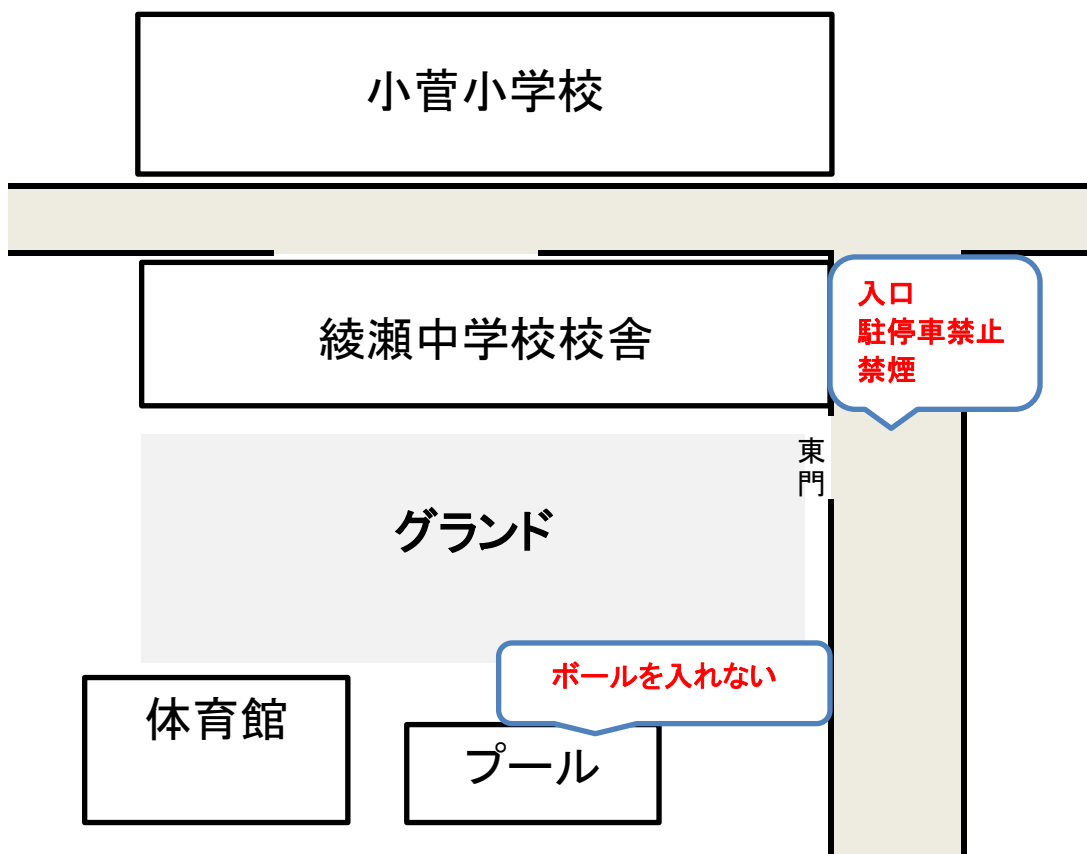 小菅小学校
綾瀬中学校校舎
入口
駐停車禁止
禁煙
東
門
グランド
ボールを入れない
体育館
プール